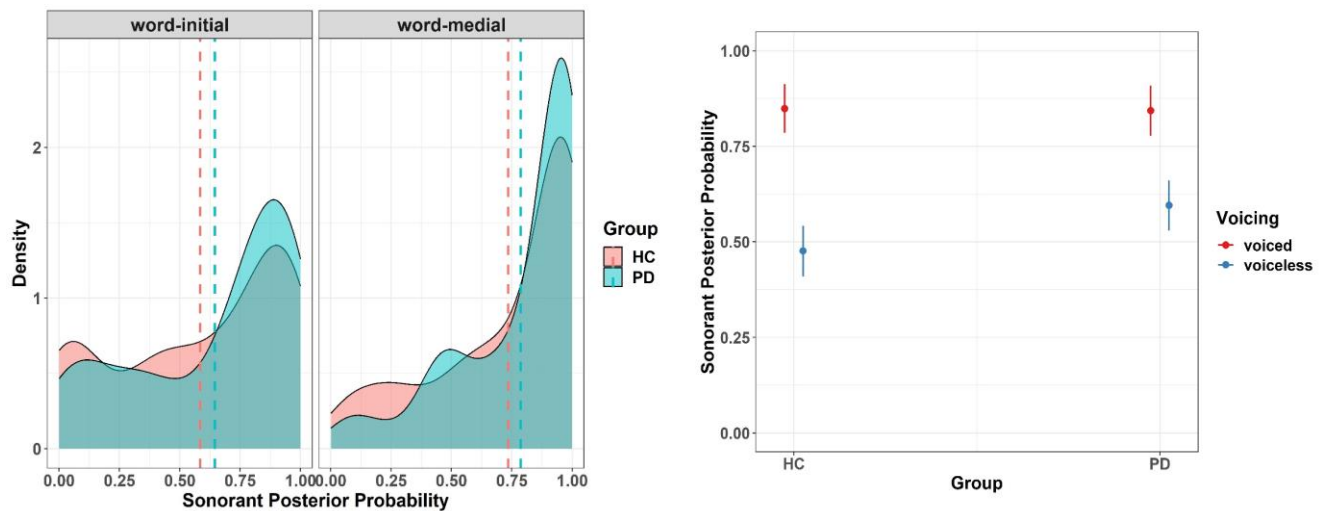 word-initial
word-medial
Density
2
1
0
0.00 0.25 0.50 0.75 1.00
0.00 0.25 0.50 0.75 1.00
Sonorant Posterior Probability
Group
HC
PD
Sonorant Posterior Probability
1.00
0.75
0.50
0.25
0.00
HC PD
Group
Voicing
voiced
voiceless